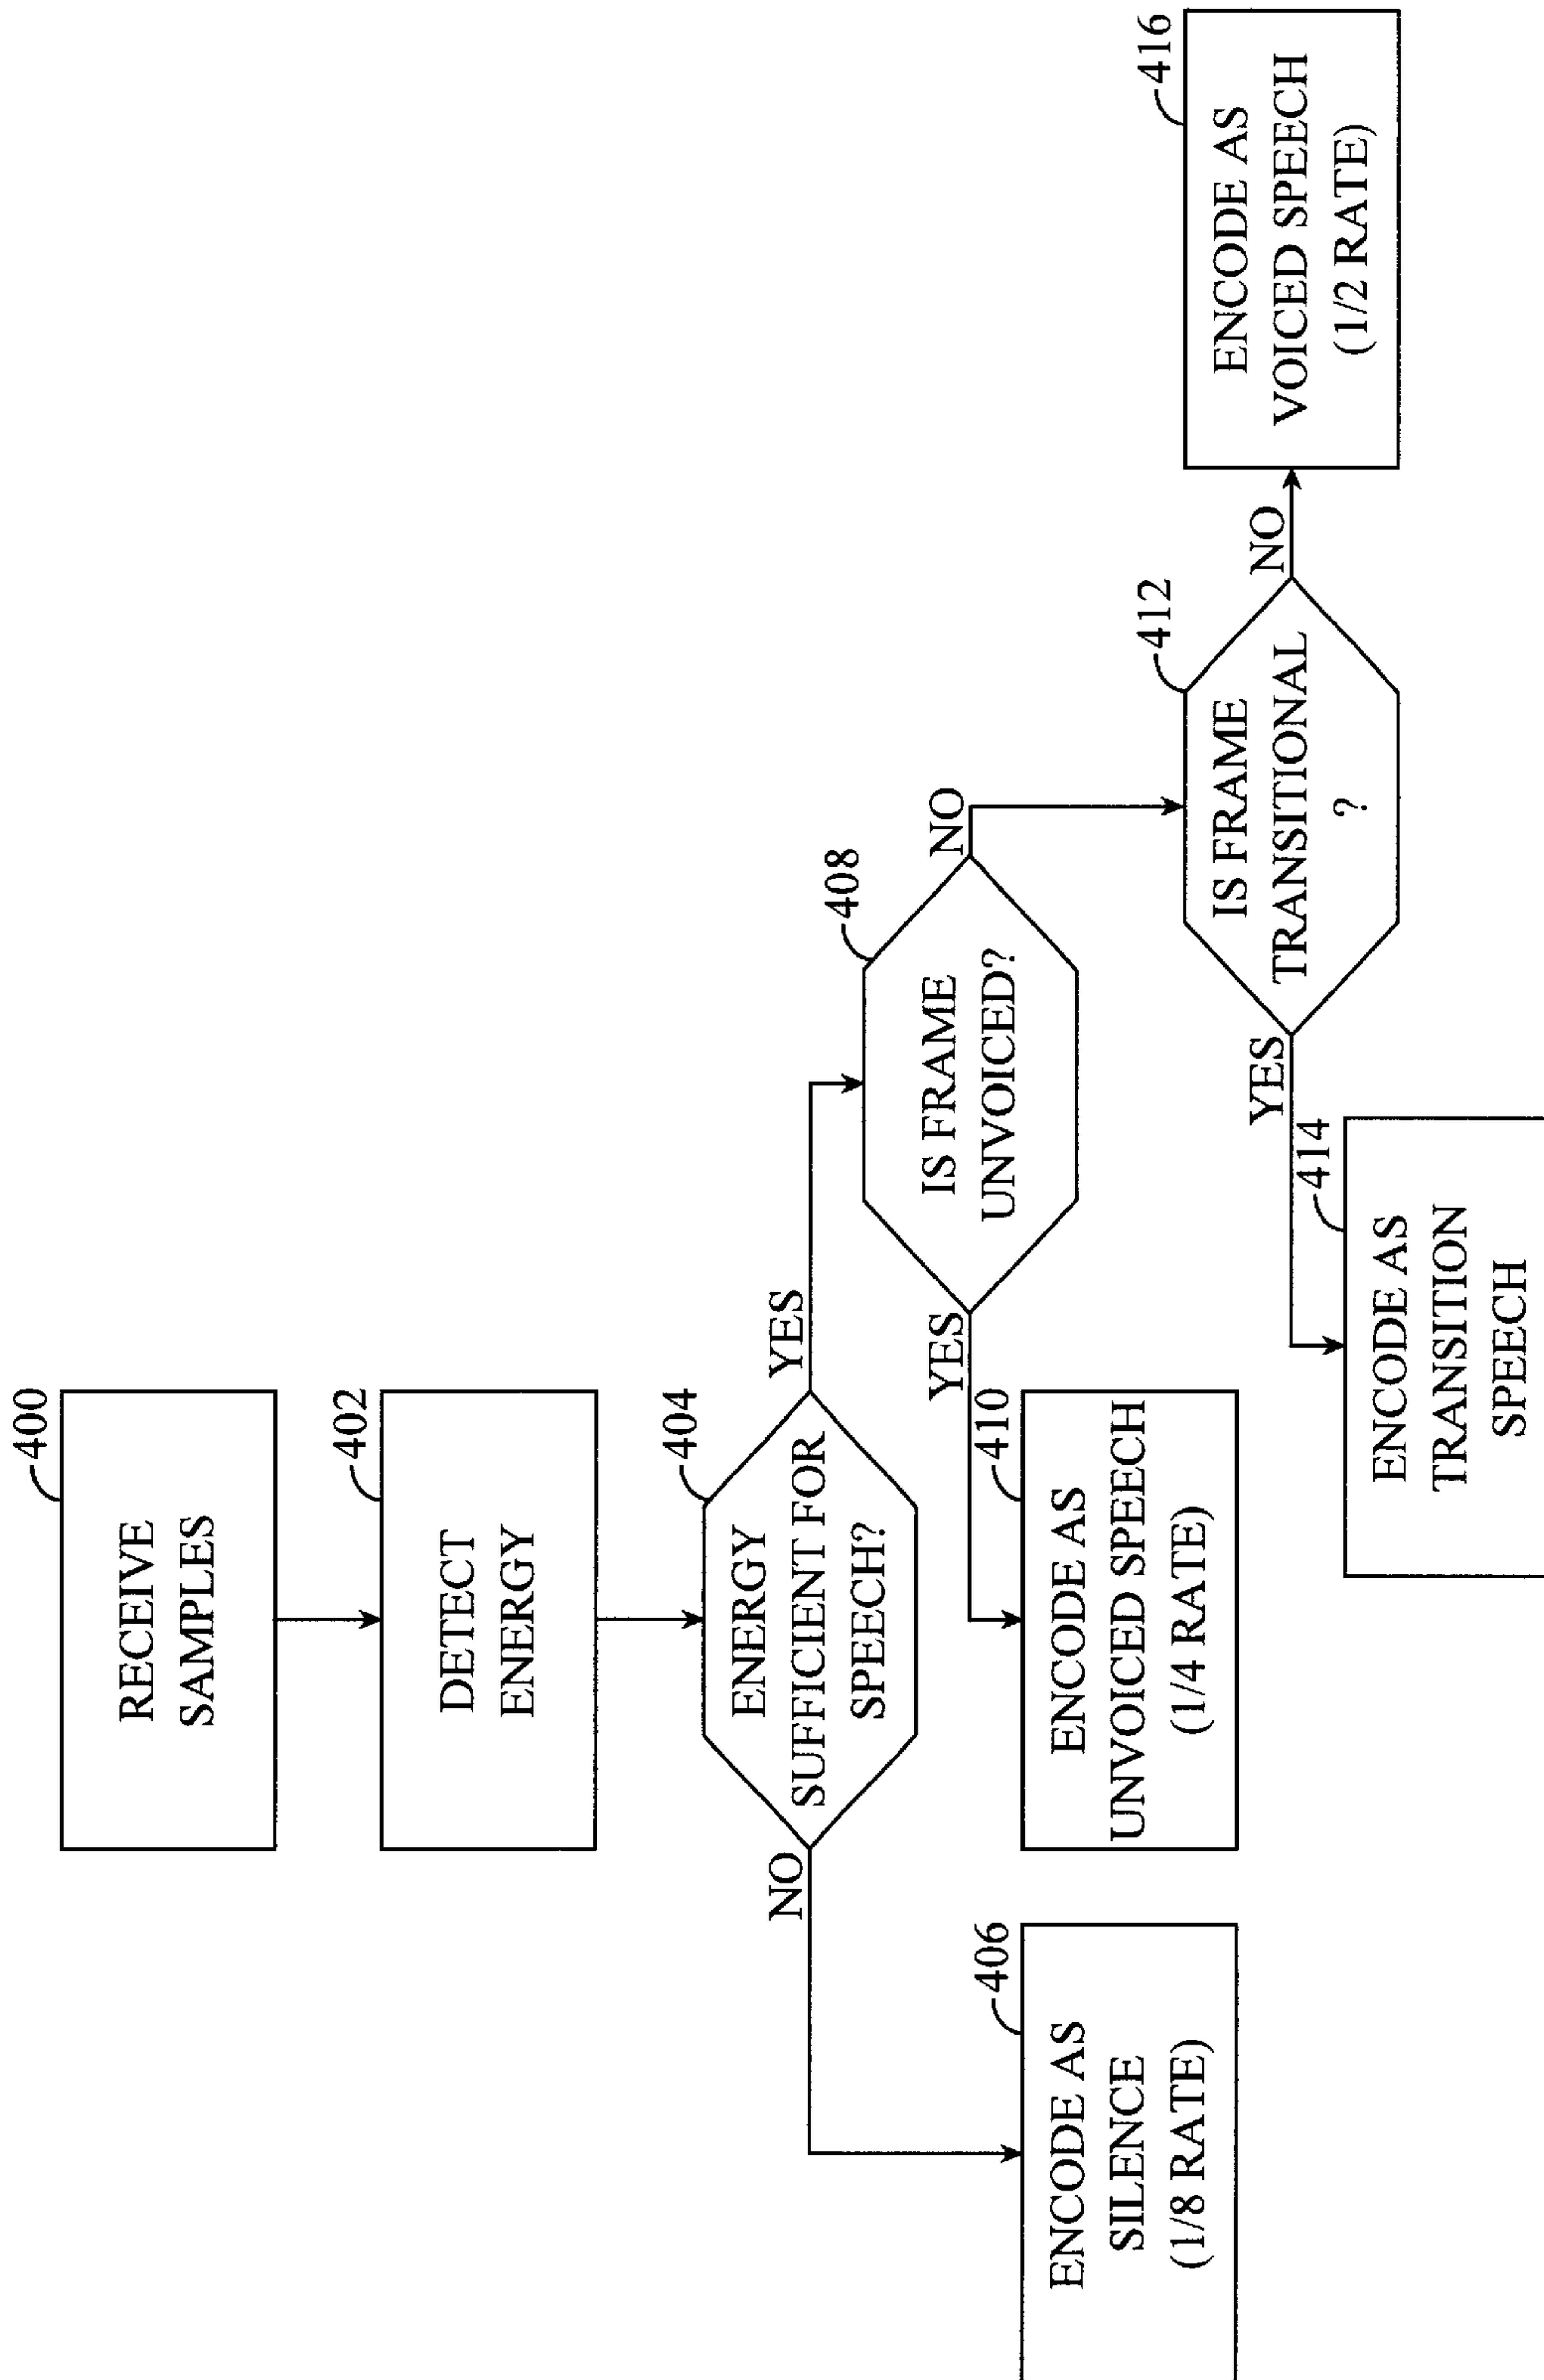 400
RECEIVE
SAMPLES
402
DETECT
ENERGY
404
ENERGY
SUFFICIENT FOR
SPEECH?
NO
YES
406
ENCODE AS
SILENCE
(1/8 RATE)
408
IS FRAME
UNVOICED?
YES
NO
410
ENCODE AS
UNVOICED SPEECH
(1/4 RATE)
412
IS FRAME
TRANSITIONAL
?
YES
NO
414
ENCODE AS
TRANSITION
SPEECH
416
ENCODE AS
VOICED SPEECH
(1/2 RATE)